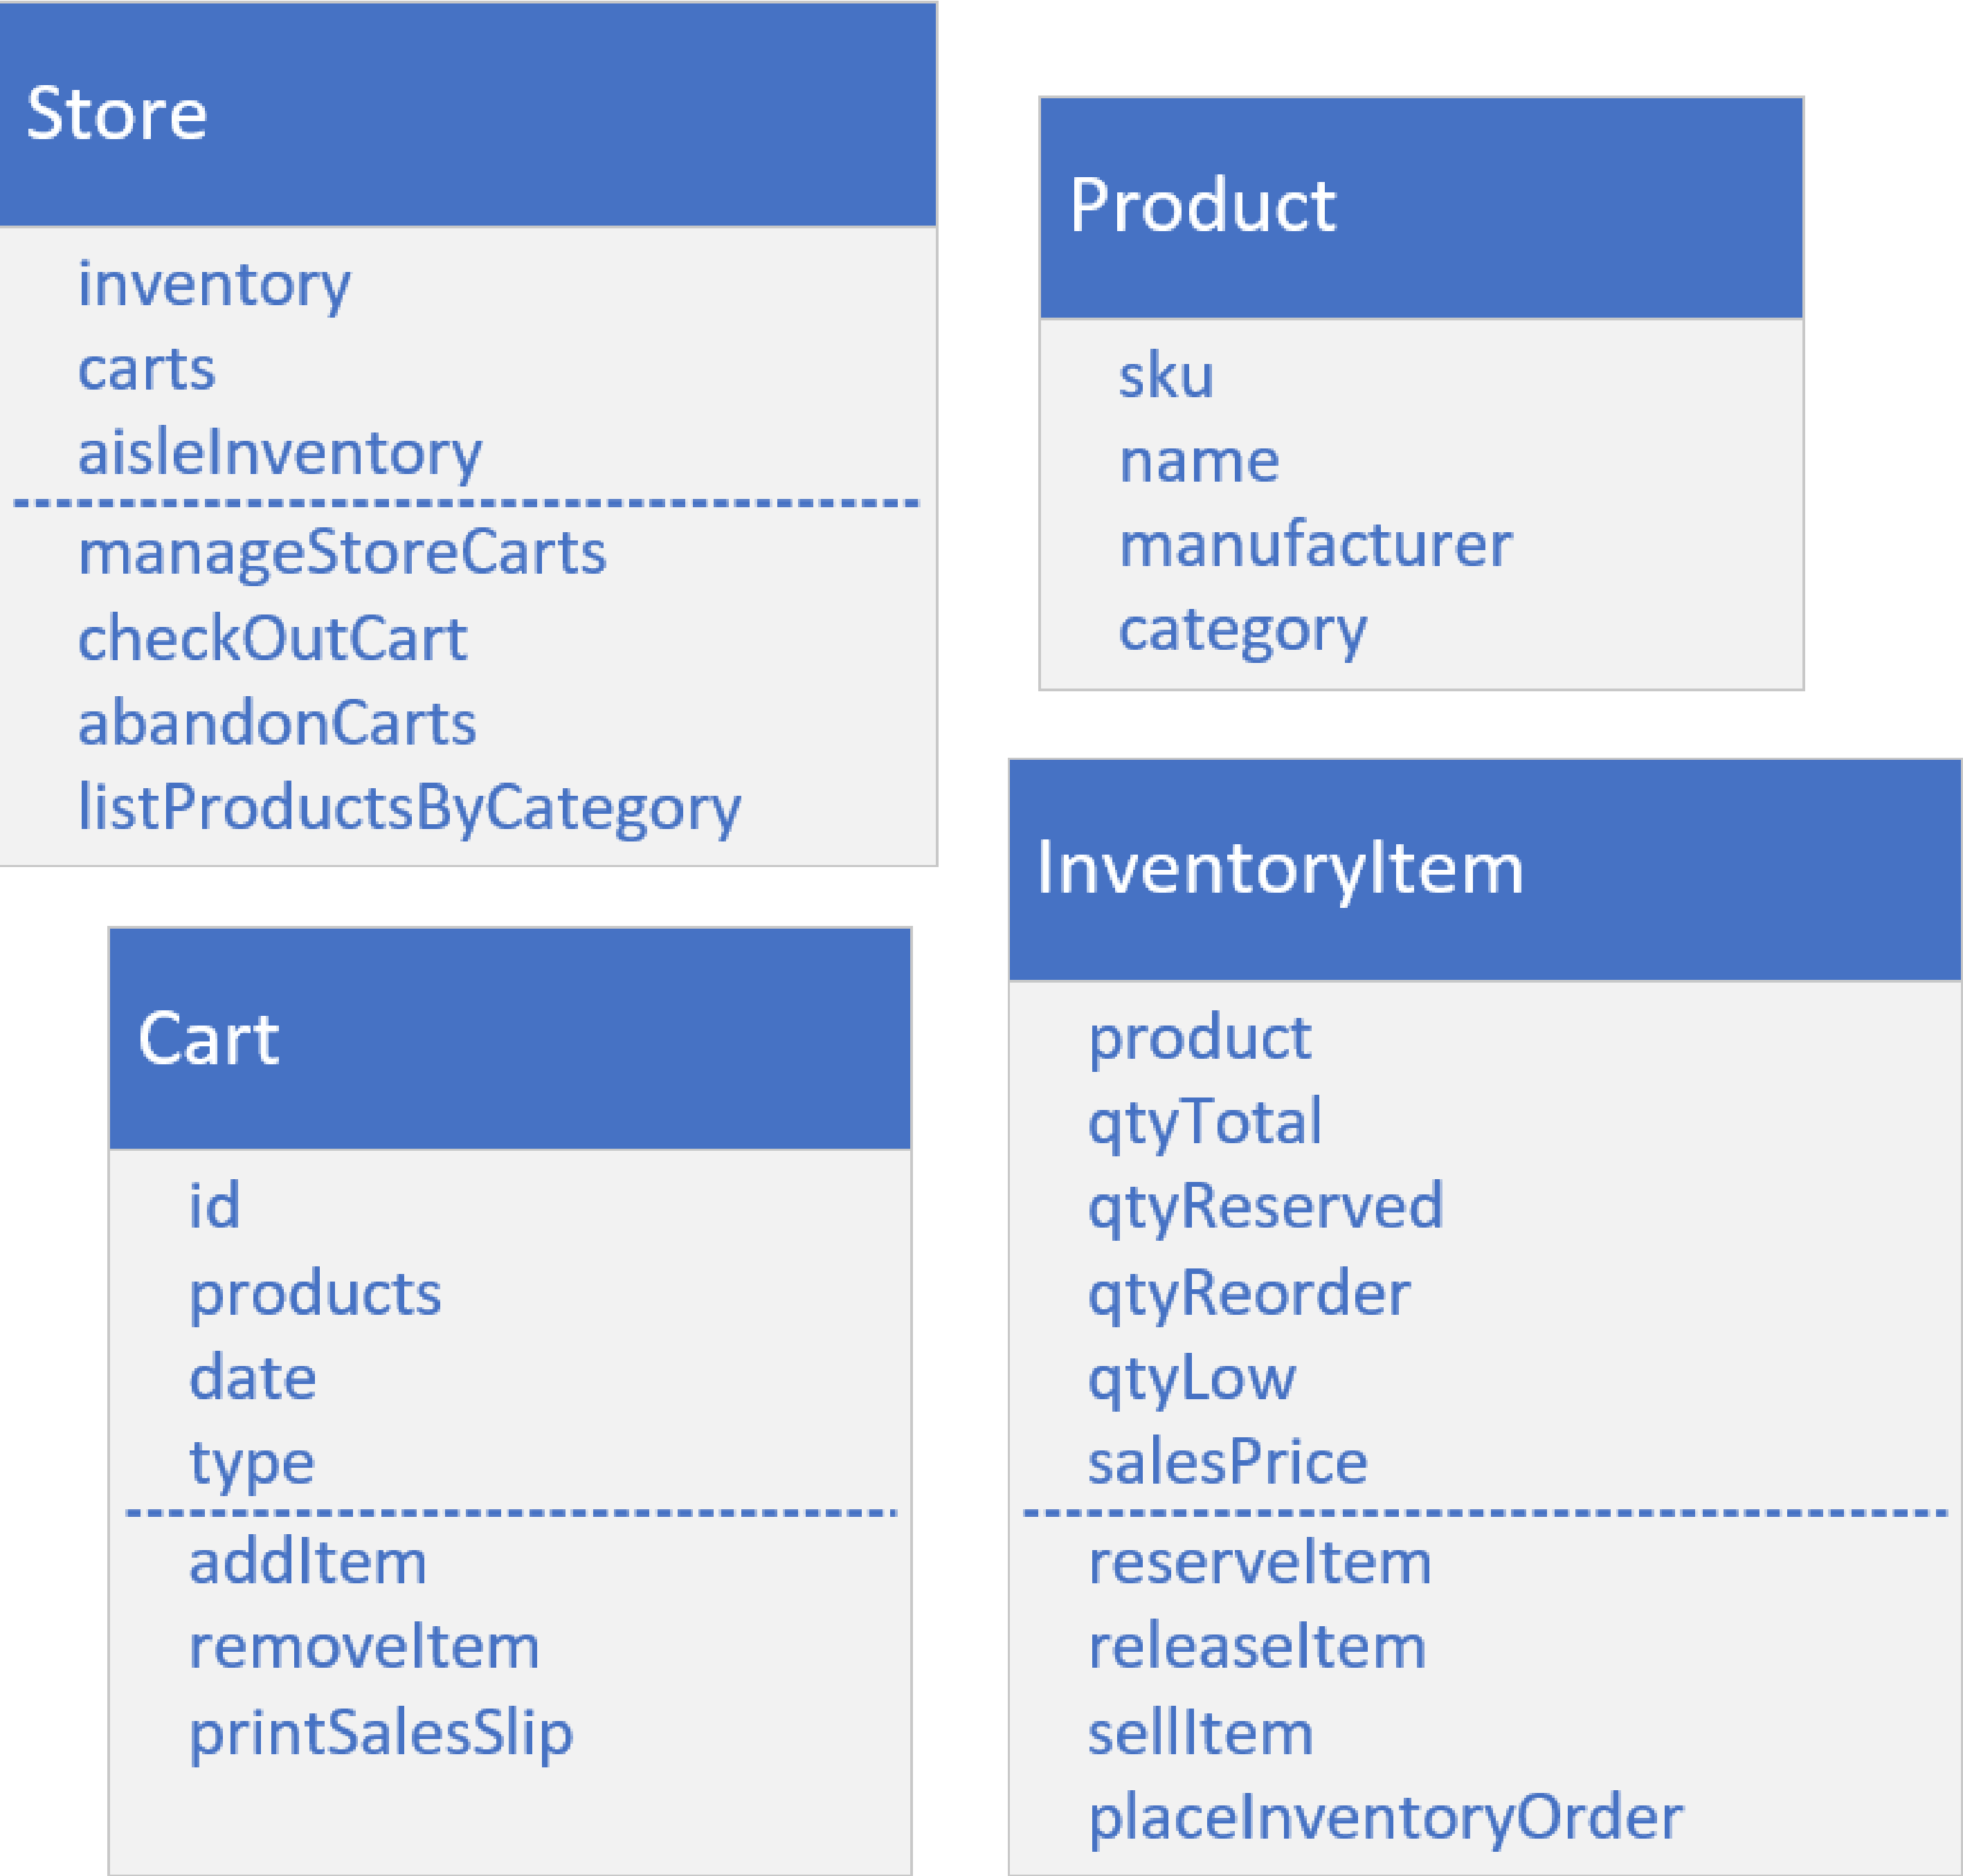 Store
inventory
carts
aisleInventory
manageStoreCarts
checkOutCart
abandonCarts
listProductsByCategory
Product
sku
name
manufacturer
category
Cart
id
products
date
type
addItem
removeItem
printSalesSlip
InventoryItem
product
qtyTotal
qtyReserved
qtyReorder
qtyLow
salesPrice
reserveItem
releaseItem
sellItem
placeInventoryOrder